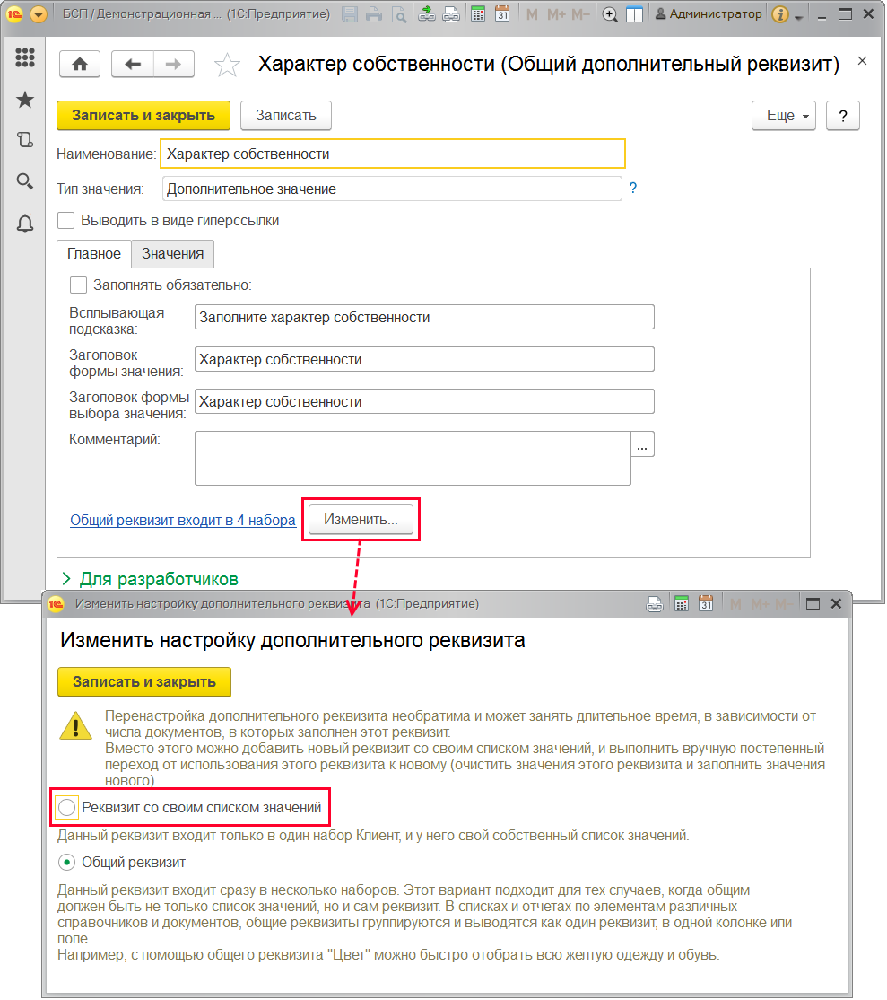 БСП / Демонстрационная ... (1С:Предприятие)
31 M M+ M− Администратор
Характер собственности (Общий дополнительный реквизит)
Записать и закрыть Записать Еще ?
Наименование: Характер собственности
Тип значения: Дополнительное значение ?
Выводить в виде гиперссылки
Главное Значения
Заполнять обязательно:
Всплывающая
подсказка:
Заполните характер собственности
Заголовок
формы значения:
Характер собственности
Заголовок формы
выбора значения:
Характер собственности
Комментарий: ...
Общий реквизит входит в 4 набора Изменить...
Для разработчиков
Изменить настройку дополнительного реквизита (1С:Предприятие) 31 M M+ M−
Изменить настройку дополнительного реквизита
Записать и закрыть
Перенастройка дополнительного реквизита необратима и может занять длительное время, в зависимости от
числа документов, в которых заполнен этот реквизит.
Вместо этого можно добавить новый реквизит со своим списком значений, и выполнить вручную постепенный
переход от использования этого реквизита к новому (очистить значения этого реквизита и заполнить значения
нового).
Реквизит со своим списком значений
Данный реквизит входит только в один набор Клиент, и у него свой собственный список значений.
Общий реквизит
Данный реквизит входит сразу в несколько наборов. Этот вариант подходит для тех случаев, когда общим
должен быть не только список значений, но и сам реквизит. В списках и отчетах по элементам различных
справочников и документов, общие реквизиты группируются и выводятся как один реквизит, в одной колонке или
поле.
Например, с помощью общего реквизита "Цвет" можно быстро отобрать всю желтую одежду и обувь.